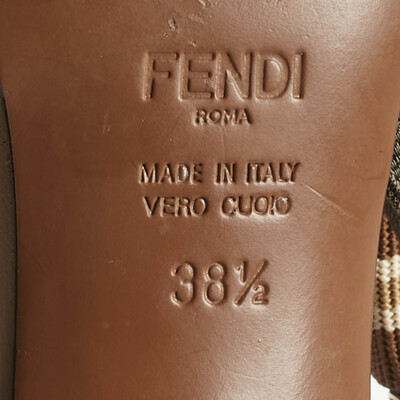 FENDI
ROMA
MADE IN ITALY
VERO CUOIO
38½